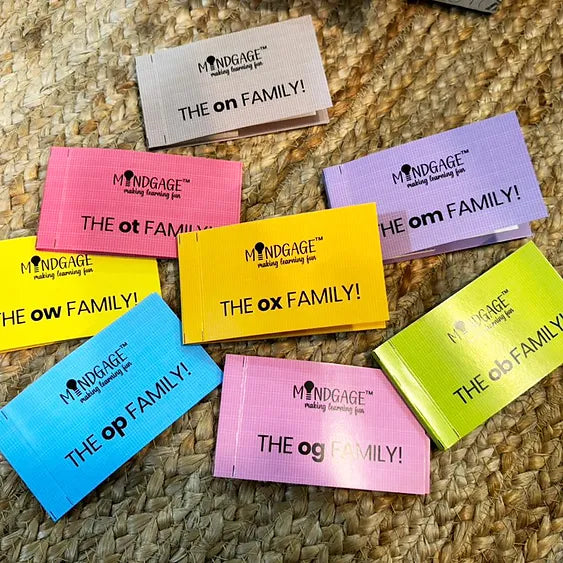 MINDGAGE™
making learning fun
THE on FAMILY!
MINDGAGE™
making learning fun
THE ot FAMILY!
MINDGAGE™
making learning fun
THE om FAMILY!
MINDGAGE
making learning fun
THE ow FAMILY!
MINDGAGE™
making learning fun
THE ox FAMILY!
MINDGAGE™
making learning fun
THE op FAMILY!
MINDGAGE™
making learning fun
THE og FAMILY!
MINDGAGE™
making learning fun
THE ob FAMILY!